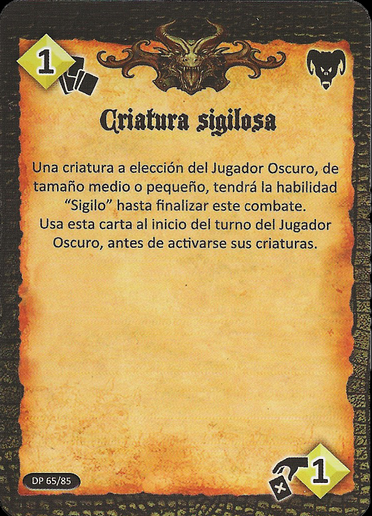 1
Criatura sigilosa
Una criatura a elección del Jugador Oscuro, de
tamaño medio o pequeño, tendrá la habilidad
“Sigilo” hasta finalizar este combate.
Usa esta carta al inicio del turno del Jugador
Oscuro, antes de activarse sus criaturas.
DP 65/85
1